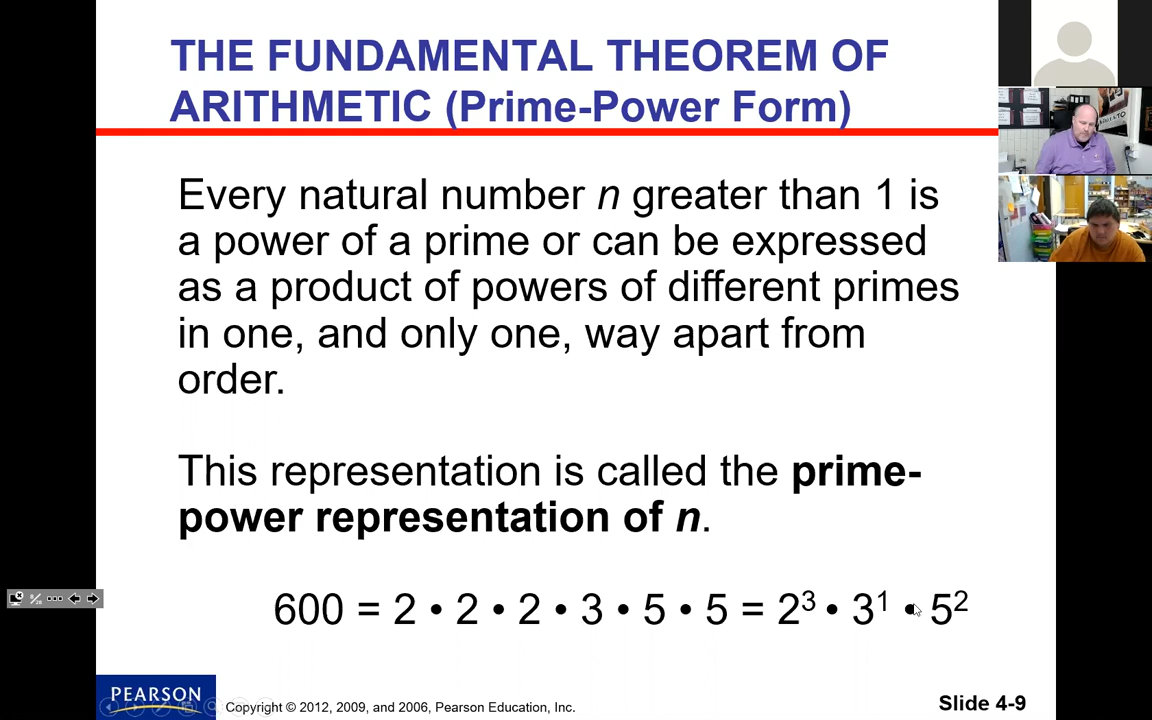 THE FUNDAMENTAL THEOREM OF
ARITHMETIC (Prime-Power Form)
Every natural number n greater than 1 is
a power of a prime or can be expressed
as a product of powers of different primes
in one, and only one, way apart from
order.
This representation is called the prime-
power representation of n.
600 = 2 • 2 • 2 • 3 • 5 • 5 = 2³ • 3¹ • 5²
PEARSON
Copyright © 2012, 2009, and 2006, Pearson Education, Inc.
Slide 4-9